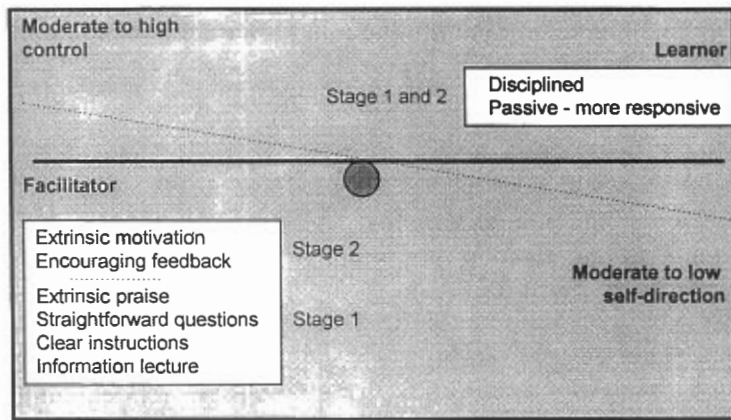 Moderate to high
control
Learner
Stage 1 and 2
Disciplined
Passive - more responsive
Facilitator
Extrinsic motivation
Encouraging feedback
Stage 2
Extrinsic praise
Straightforward questions
Clear instructions
Information lecture
Stage 1
Moderate to low
self-direction